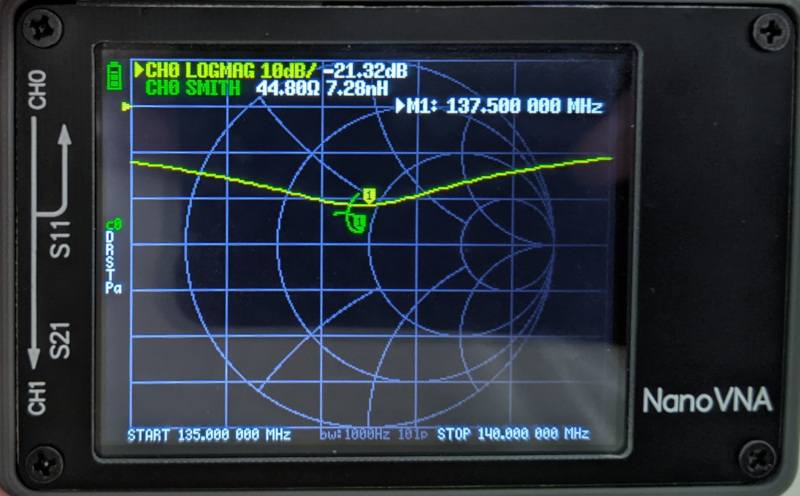 CH0 LOGMAG 10dB/ -21.32dB
CH0 SMITH 44.80Ω 7.28nH
M1: 137.500 000 MHz
1
1
c0
D
R
S
T
Pa
START 135.000 000 MHz bw:1000Hz 101p STOP 140.000 000 MHz
CH0
S11
S21
CH1
NanoVNA